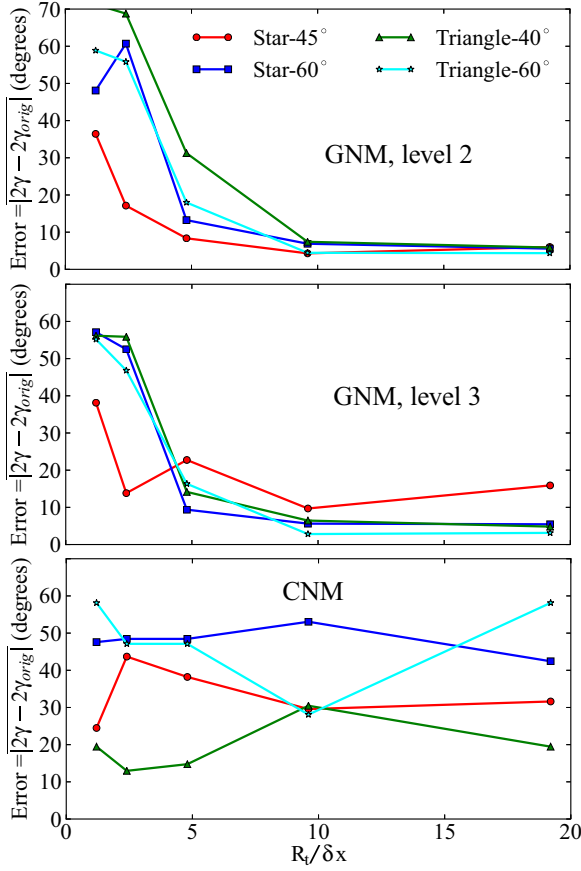 70
60
50
40
30
20
10
0
Error = |2γ − 2γorig| (degrees)
Star-45°
Star-60°
Triangle-40°
Triangle-60°
GNM, level 2
60
50
40
30
20
10
0
Error = |2γ − 2γorig| (degrees)
GNM, level 3
60
50
40
30
20
10
0
Error = |2γ − 2γorig| (degrees)
CNM
0 5 10 15 20
Rt/δx